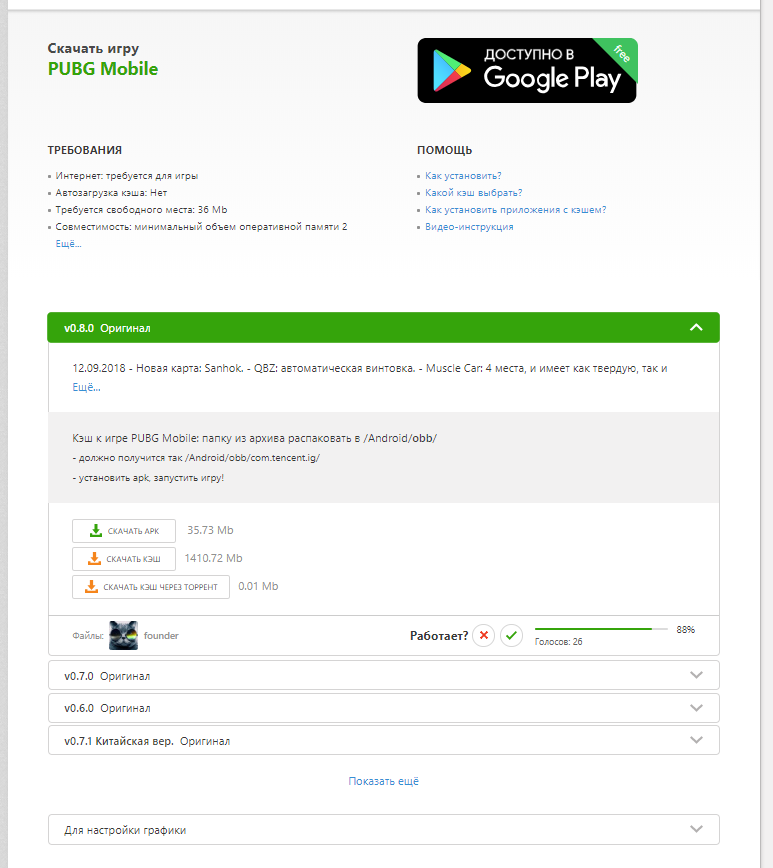 Скачать игру
PUBG Mobile
ДОСТУПНО В
Google Play
free
ТРЕБОВАНИЯ
Интернет: требуется для игры
Автозагрузка кэша: Нет
Требуется свободного места: 36 Mb
Совместимость: минимальный объем оперативной памяти 2
Ещё...
ПОМОЩЬ
Как установить?
Какой кэш выбрать?
Как установить приложения с кэшем?
Видео-инструкция
v0.8.0 Оригинал
12.09.2018 - Новая карта: Sanhok. - QBZ: автоматическая винтовка. - Muscle Car: 4 места, и имеет как твердую, так и
Ещё...
Кэш к игре PUBG Mobile: папку из архива распаковать в /Android/obb/
- должно получится так /Android/obb/com.tencent.ig/
- установить apk, запустить игру!
СКАЧАТЬ APK 35.73 Mb
СКАЧАТЬ КЭШ 1410.72 Mb
СКАЧАТЬ КЭШ ЧЕРЕЗ ТОРРЕНТ 0.01 Mb
Файлы: founder
Работает? 88%
Голосов: 26
v0.7.0 Оригинал
v0.6.0 Оригинал
v0.7.1 Китайская вер. Оригинал
Показать ещё
Для настройки графики